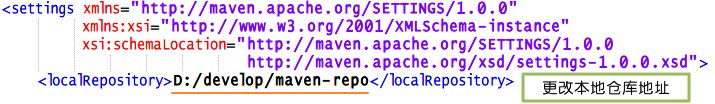 <settings xmlns="http://maven.apache.org/SETTINGS/1.0.0"
xmlns:xsi="http://www.w3.org/2001/XMLSchema-instance"
xsi:schemaLocation="http://maven.apache.org/SETTINGS/1.0.0
http://maven.apache.org/xsd/settings-1.0.0.xsd">
<localRepository>D:/develop/maven-repo</localRepository> 更改本地仓库地址